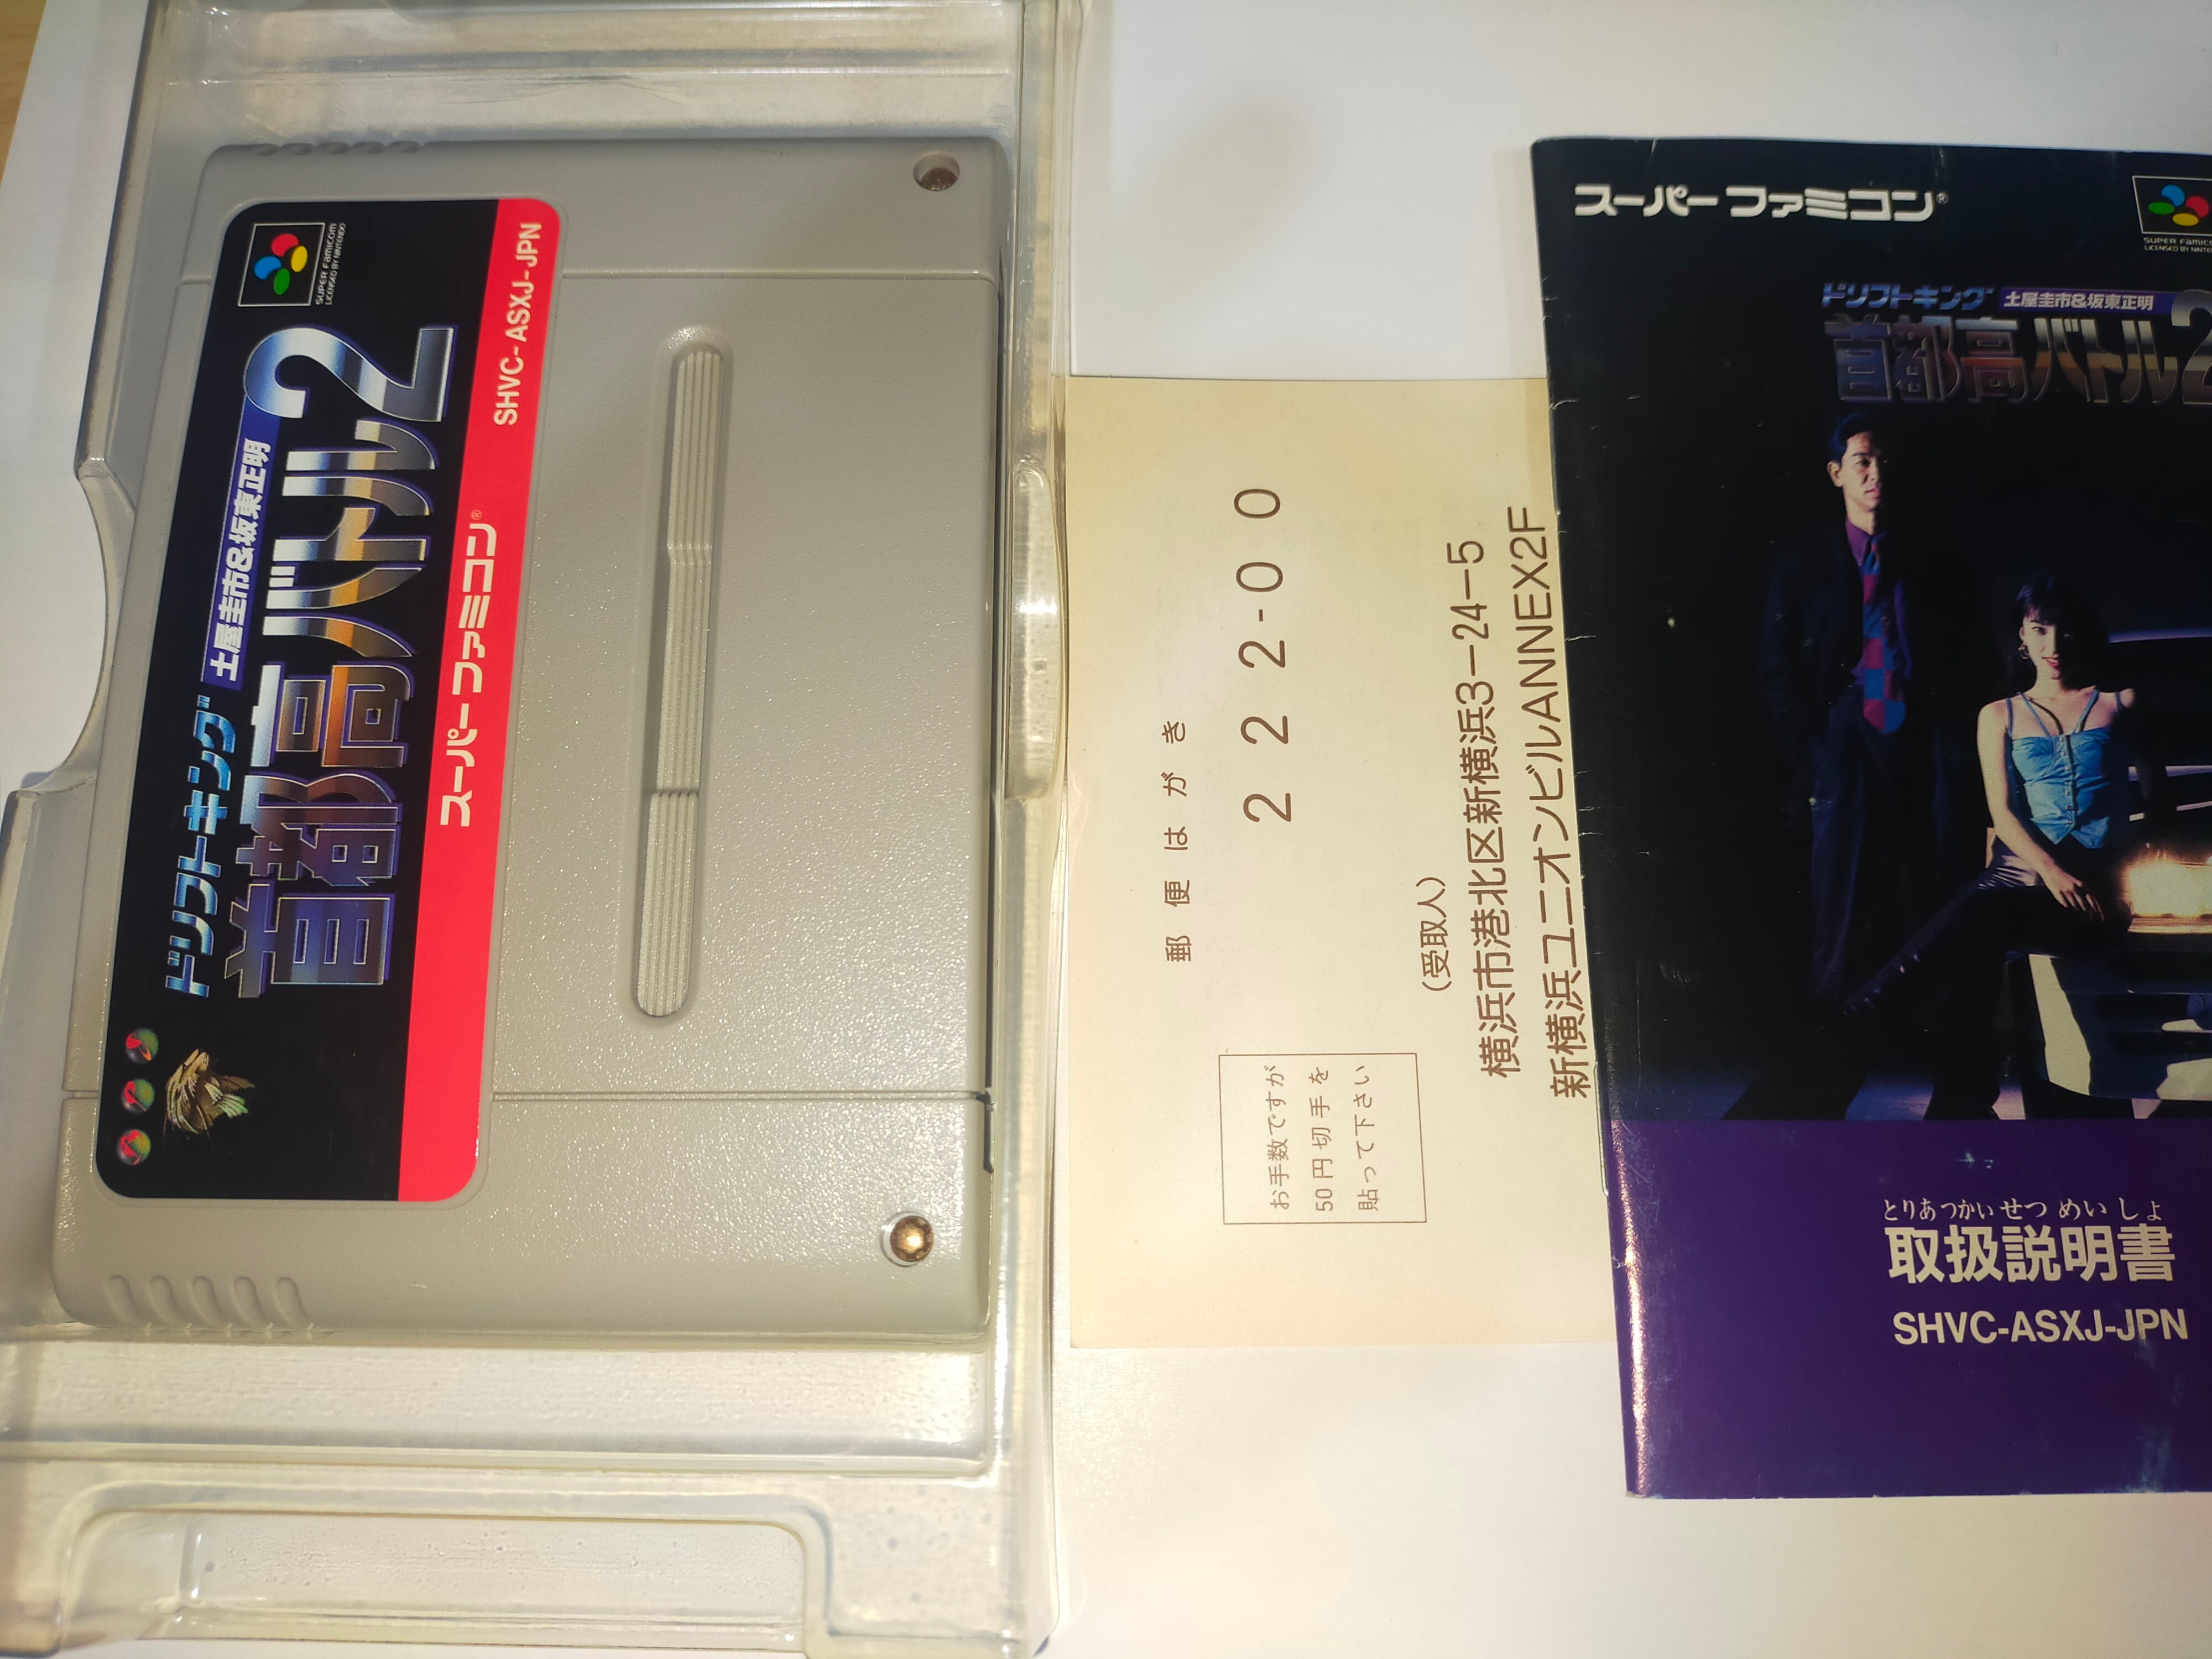 SUPER FAMICOM
LICENSED BY NINTENDO
ドリフトキング
土屋圭市&坂東正明
首都高バトル2
スーパーファミコン®
SHVC-ASXJ-JPN
郵便はがき
222-00
お手数ですが
50円切手を
貼って下さい
(受取人)
横浜市港北区新横浜3-24-5
新横浜ユニオンビルANNEX2F
スーパーファミコン®
SUPER FAMICO
LICENSED BY NINTE
ドリフトキング 土屋圭市&坂東正明
首都高バトル2
とりあつかいせつめいしょ
取扱説明書
SHVC-ASXJ-JPN